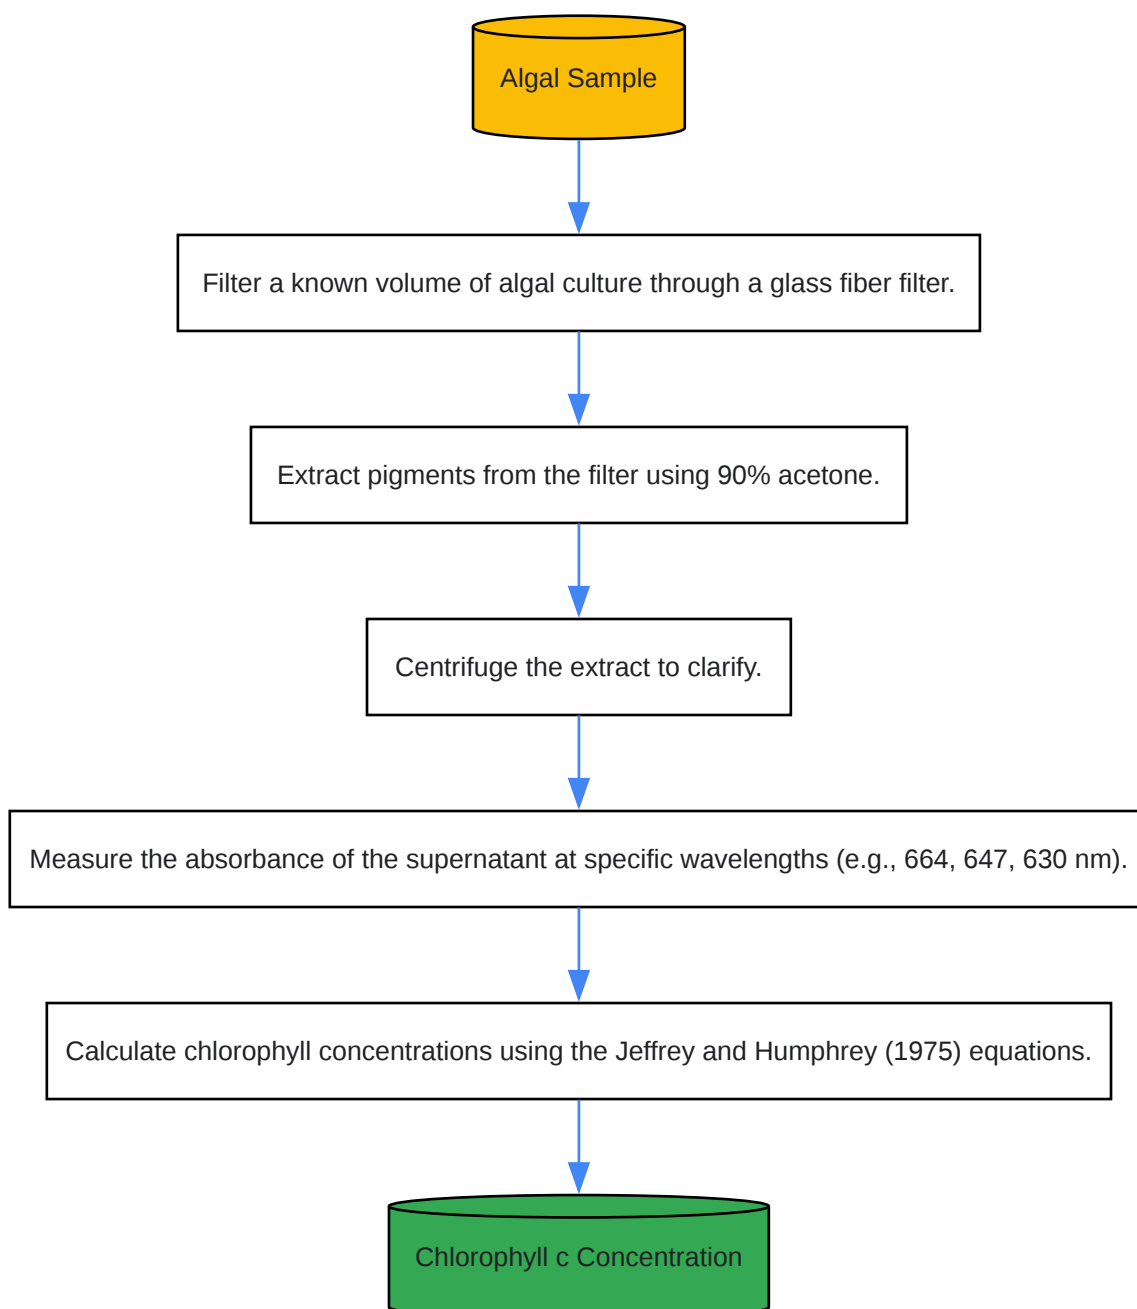 Algal Sample
Filter a known volume of algal culture through a glass fiber filter.
Extract pigments from the filter using 90% acetone.
Centrifuge the extract to clarify.
Measure the absorbance of the supernatant at specific wavelengths (e.g., 664, 647, 630 nm).
Calculate chlorophyll concentrations using the Jeffrey and Humphrey (1975) equations.
Chlorophyll c Concentration